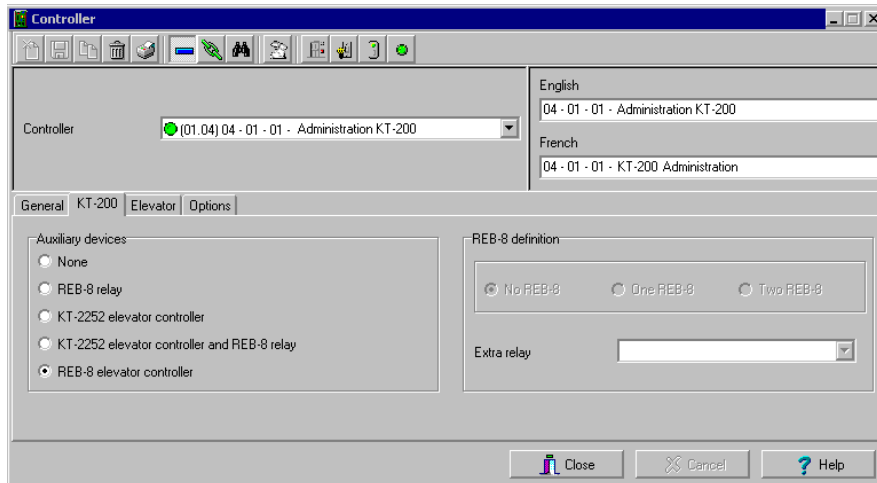 Controller
English
04 - 01 - 01 - Administration KT-200
Controller
(01.04) 04 - 01 - 01 - Administration KT-200
French
04 - 01 - 01 - KT-200 Administration
General KT-200 Elevator Options
Auxiliary devices
None
REB-8 relay
KT-2252 elevator controller
KT-2252 elevator controller and REB-8 relay
REB-8 elevator controller
REB-8 definition
No REB-8 One REB-8 Two REB-8
Extra relay
Close Cancel Help